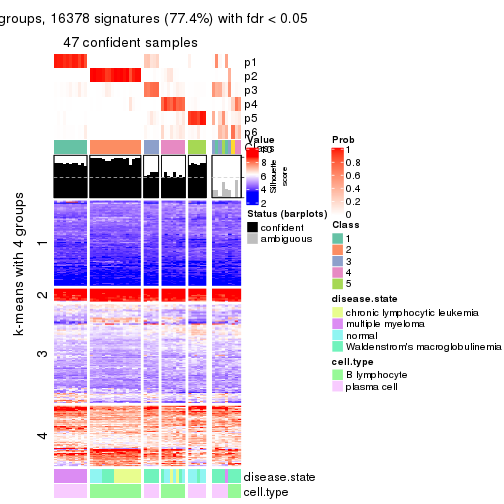 groups, 16378 signatures (77.4%) with fdr < 0.05
47 confident samples
p1
p2
p3
p4
p5
p6
Class
k-means with 4 groups
1
2
3
4
Value
10
8
6
4
2
Silhouette
score
Status (barplots)
confident
ambiguous
Prob
1
0.8
0.6
0.4
0.2
0
Class
1
2
3
4
5
disease.state
chronic lymphocytic leukemia
multiple myeloma
normal
Waldenstrom's macroglobulinemia
cell.type
B lymphocyte
plasma cell
disease.state
cell.type